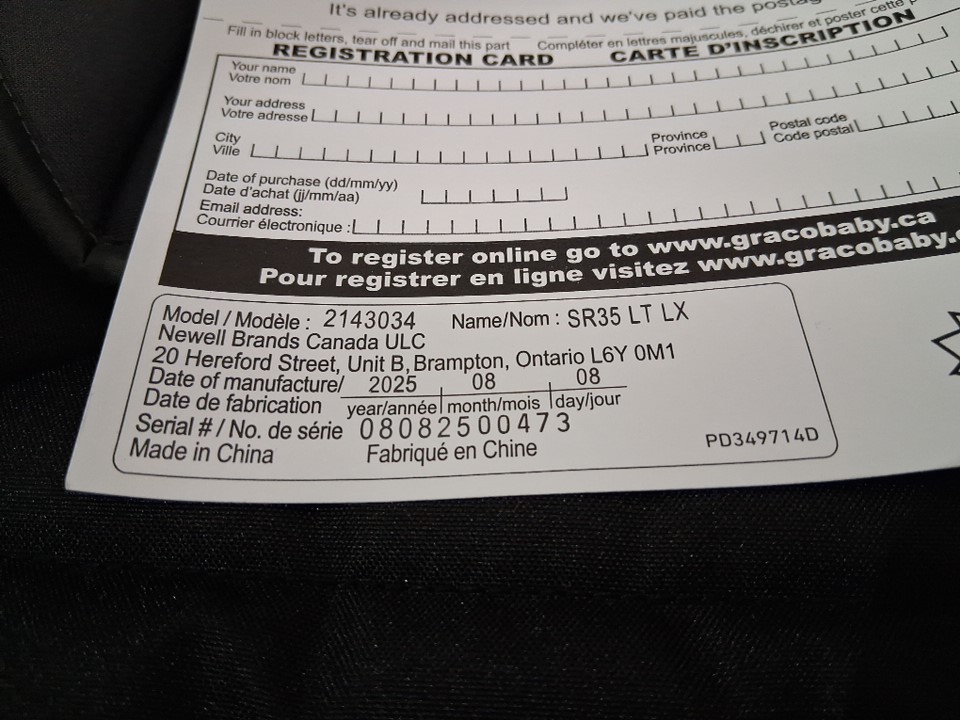 It's already addressed and we've paid the
Fill in block letters, tear off and mail this part Compléter en lettres majuscules, déchirer et poster cette
REGISTRATION CARD CARTE D'INSCRIPTION
Your name
Votre nom
Your address
Votre adresse
City Province Postal code
Ville Province Code postal
Date of purchase (dd/mm/yy)
Date d'achat (jj/mm/aa)
Email address:
Courrier électronique :
To register online go to www.gracobaby.ca
Pour registrer en ligne visitez www.gracobaby.
Model / Modèle : 2143034 Name/Nom : SR35 LT LX
Newell Brands Canada ULC
20 Hereford Street, Unit B, Brampton, Ontario L6Y 0M1
Date of manufacture/ 2025 08 08
Date de fabrication year/année month/mois day/jour
Serial # / No. de série 08082500473
Made in China Fabriqué en Chine PD349714D